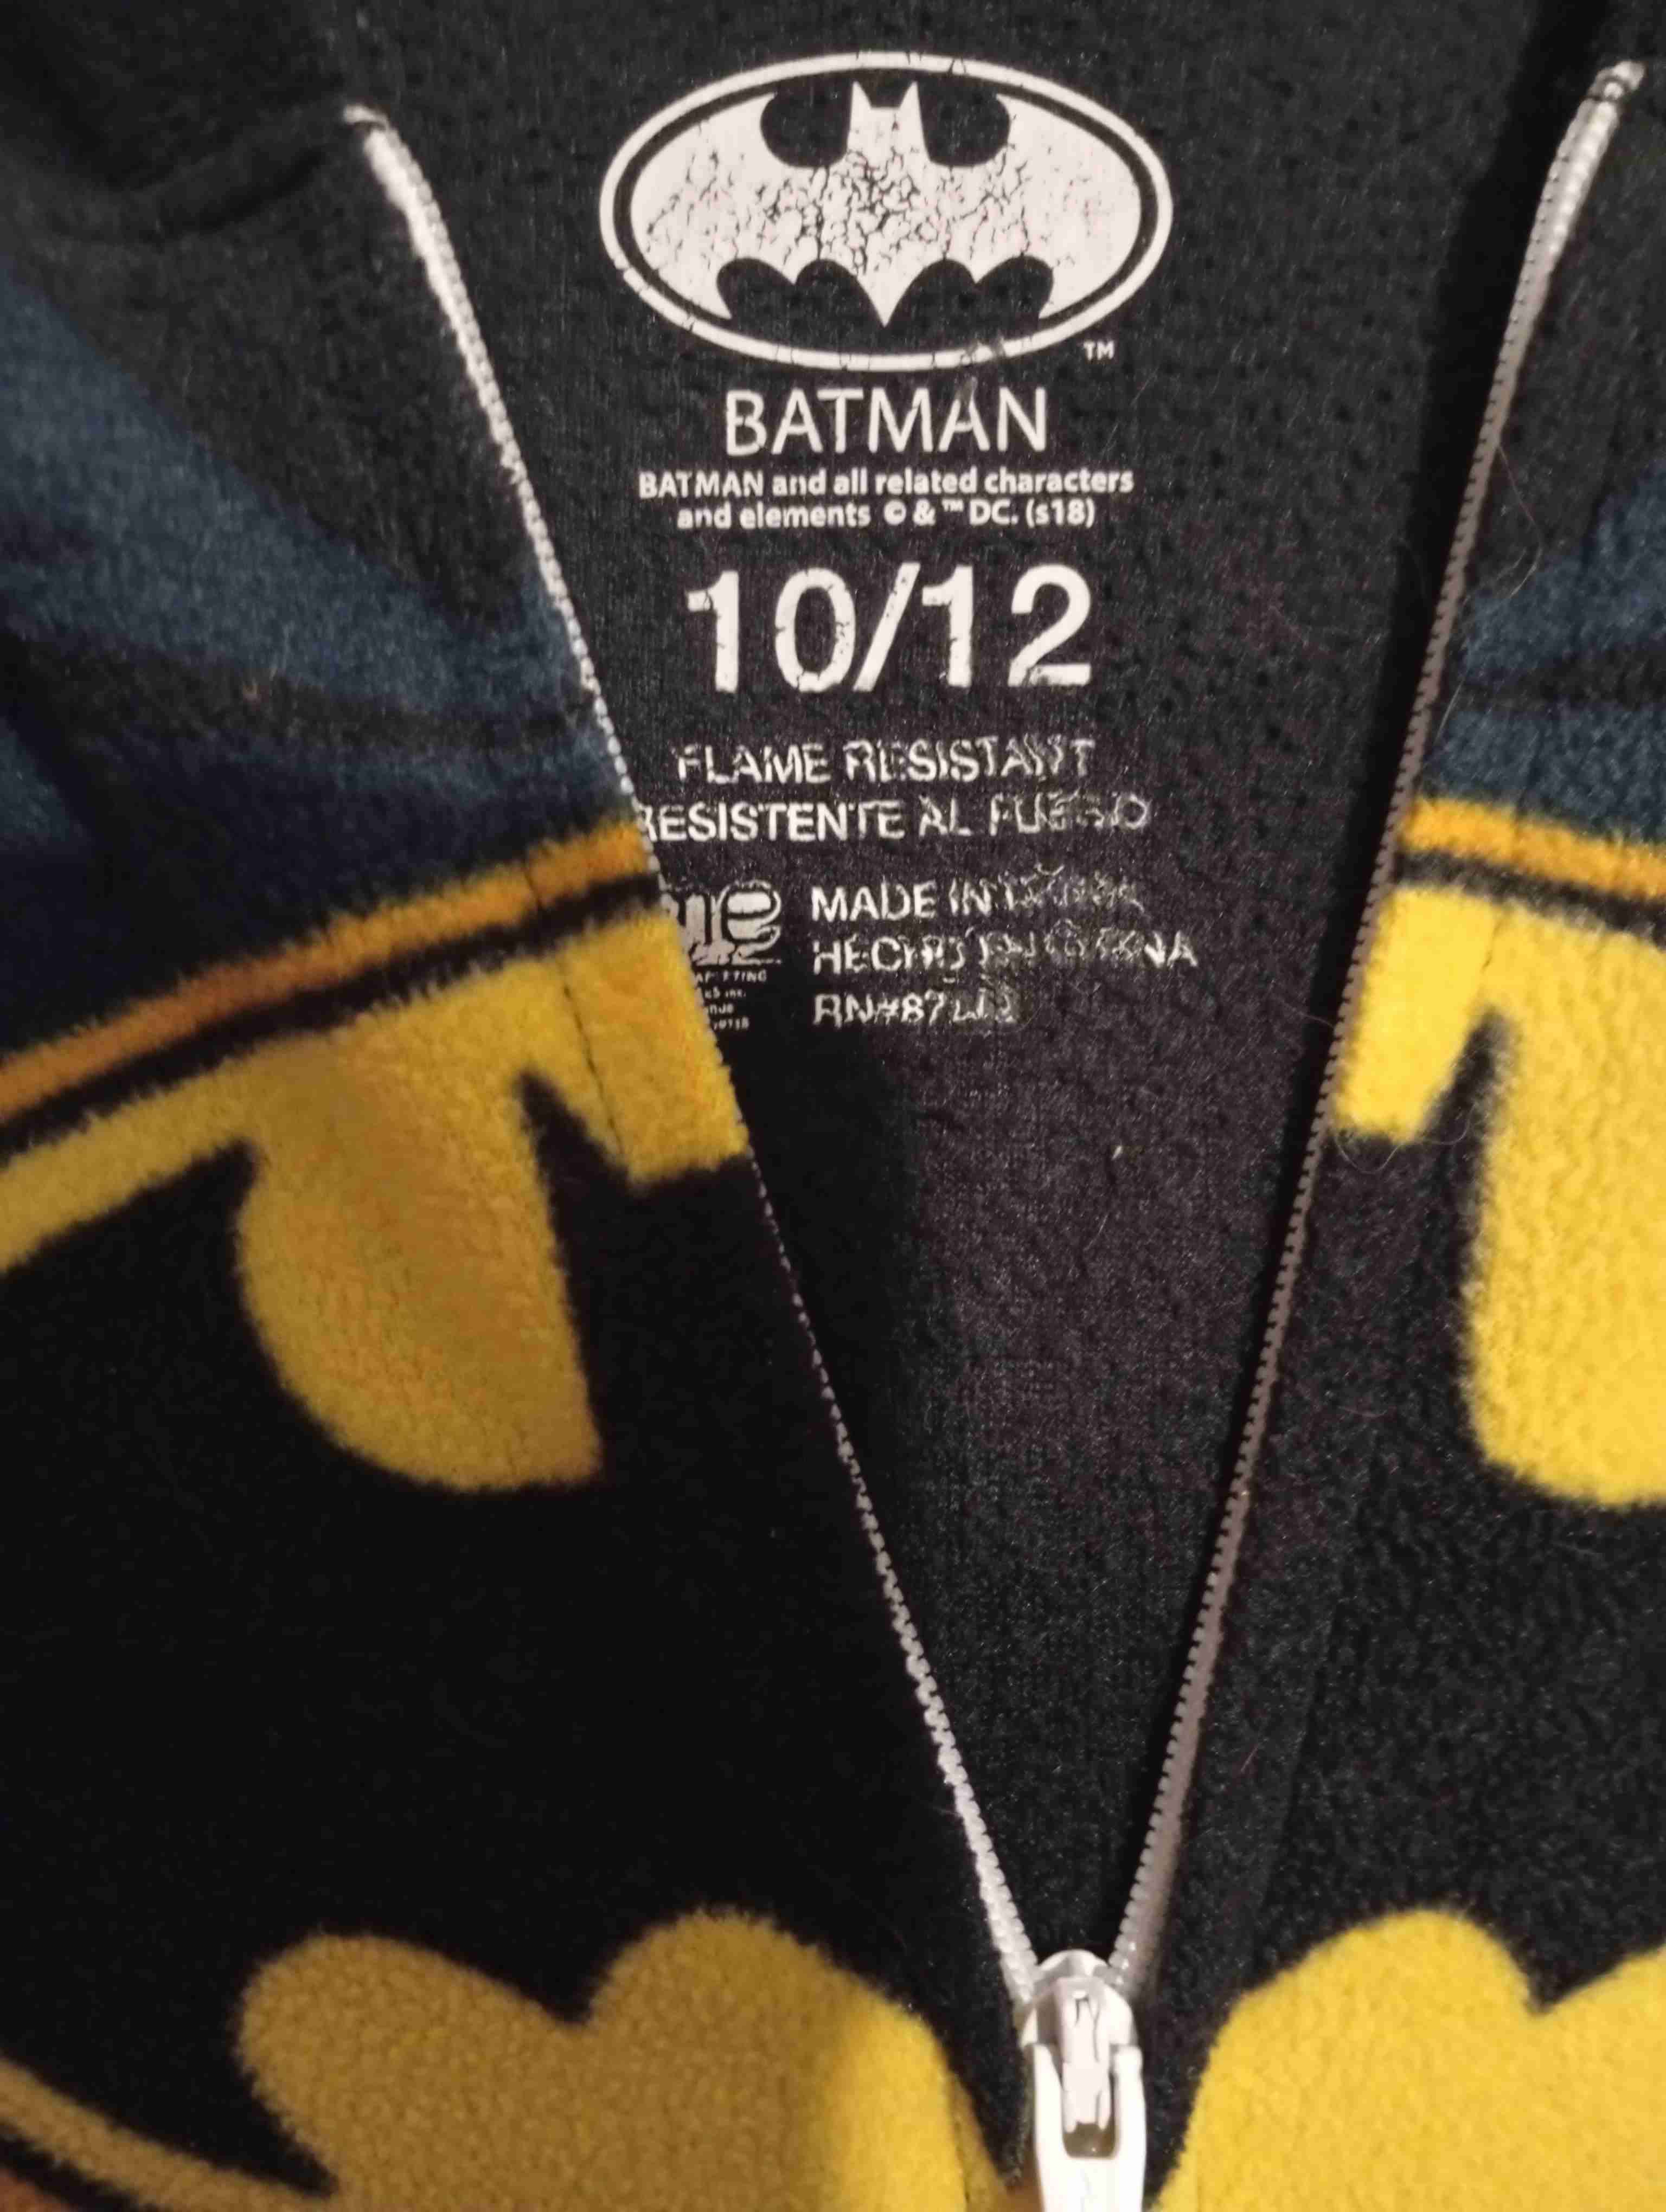 TM
BATMAN
BATMAN and all related characters
and elements © & ™ DC. (s18)
10/12
FLAME RESISTANT
RESISTENTE AL FUEGO
MADE IN
HECHO EN